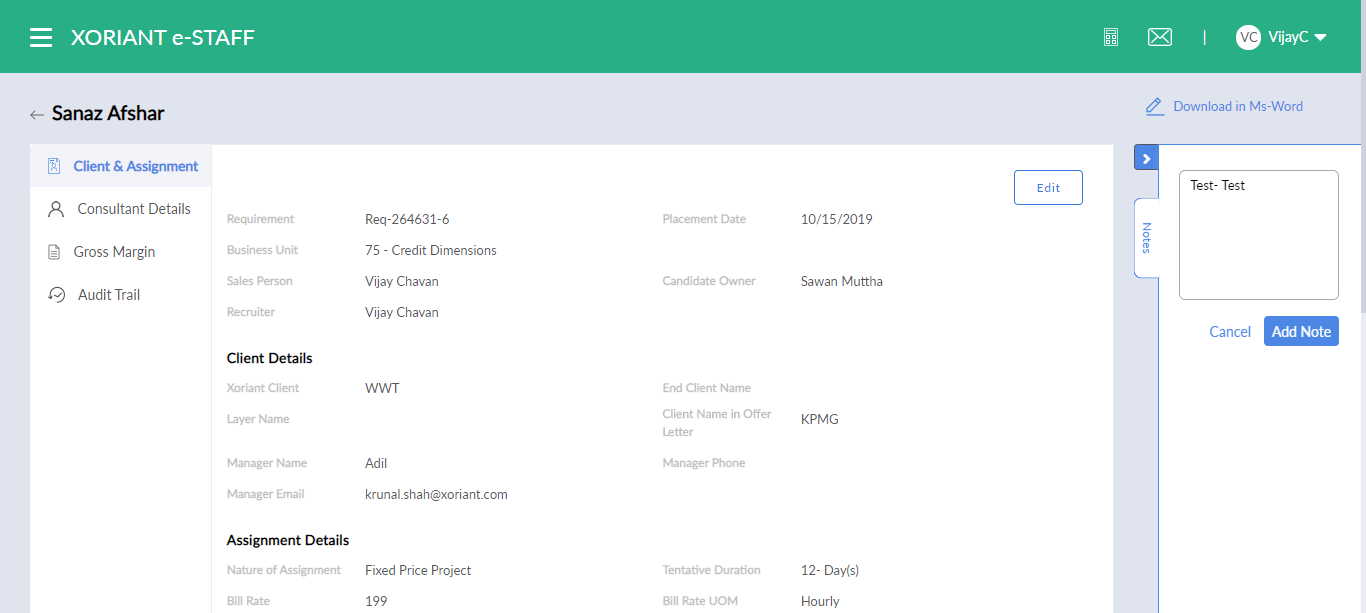 XORIANT e-STAFF
VC VijayC
Sanaz Afshar
Download in Ms-Word
Client & Assignment
Consultant Details
Gross Margin
Audit Trail
Edit
Requirement Req-264631-6 Placement Date 10/15/2019
Business Unit 75 - Credit Dimensions
Sales Person Vijay Chavan Candidate Owner Sawan Muttha
Recruiter Vijay Chavan
Client Details
Xoriant Client WWT End Client Name
Layer Name Client Name in Offer
Letter KPMG
Manager Name Adil Manager Phone
Manager Email krunal.shah@xoriant.com
Assignment Details
Nature of Assignment Fixed Price Project Tentative Duration 12- Day(s)
Bill Rate 199 Bill Rate UOM Hourly
Notes
Test- Test
Cancel Add Note